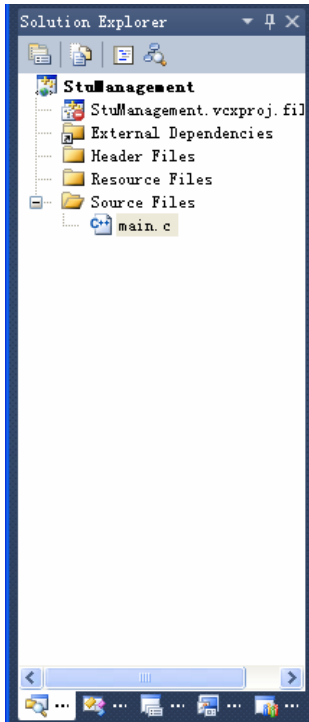 Solution Explorer
StuManagement
StuManagement.vcxproj.fil
External Dependencies
Header Files
Resource Files
Source Files
main.c
... ... ... ... ...